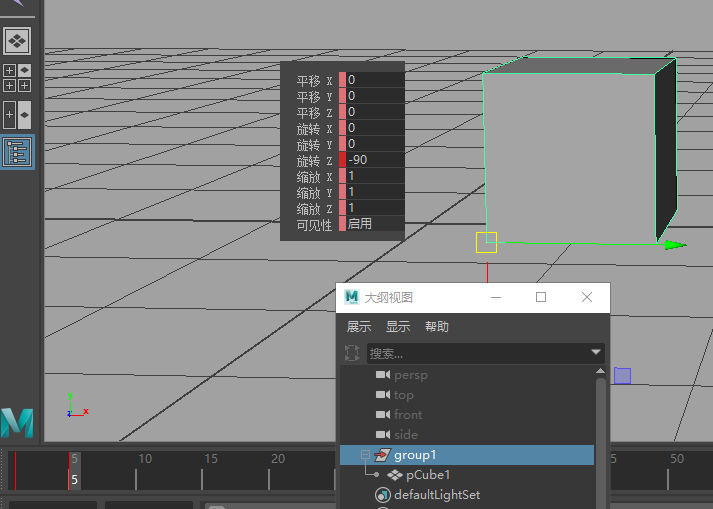 平移 X 0
平移 Y 0
平移 Z 0
旋转 X 0
旋转 Y 0
旋转 Z -90
缩放 X 1
缩放 Y 1
缩放 Z 1
可见性 启用
M 大纲视图
展示 显示 帮助
搜索...
persp
top
front
side
group1
pCube1
defaultLightSet
y
z x
M
5 10 15 20 5 50
5